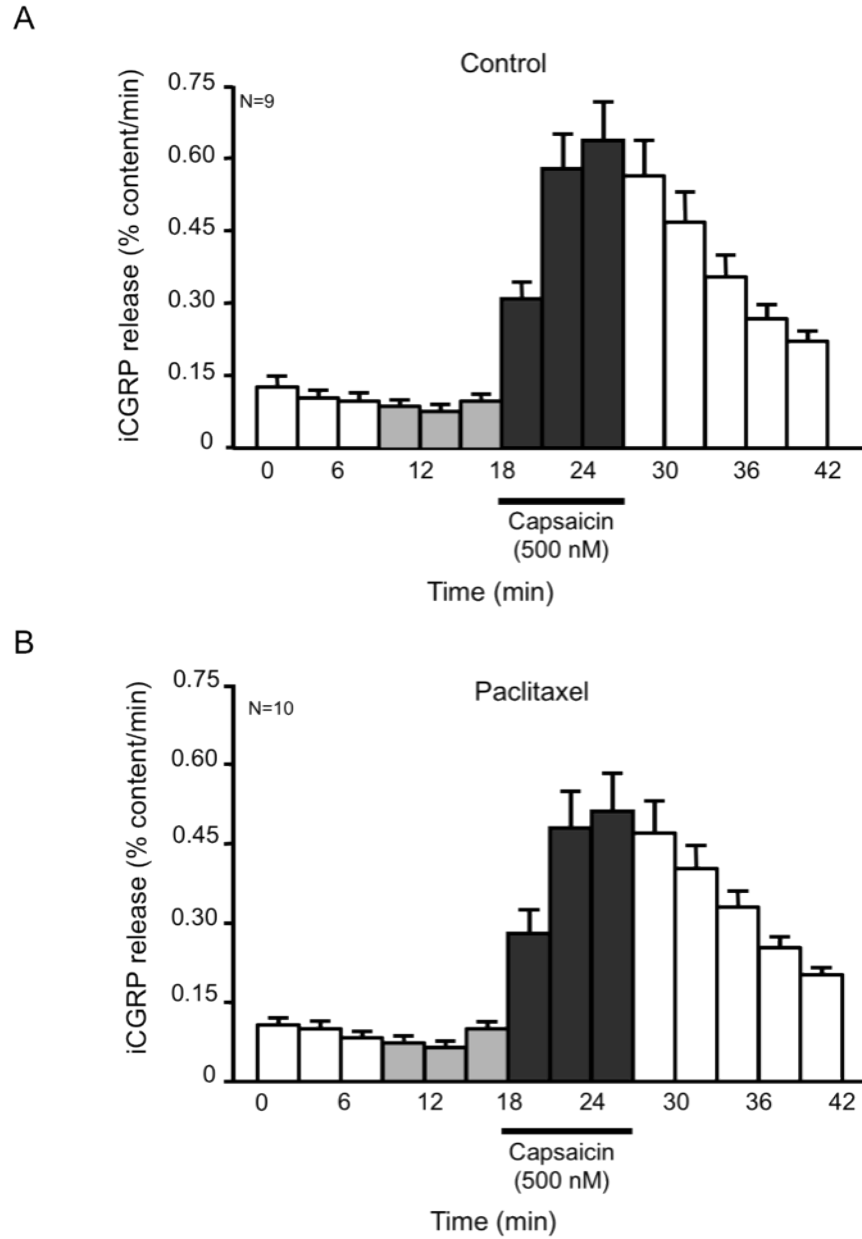 A
Control
N=9
iCGRP release (% content/min)
0.75
0.60
0.45
0.30
0.15
0
0 6 12 18 24 30 36 42
Capsaicin
(500 nM)
Time (min)
B
Paclitaxel
N=10
iCGRP release (% content/min)
0.75
0.60
0.45
0.30
0.15
0
0 6 12 18 24 30 36 42
Capsaicin
(500 nM)
Time (min)